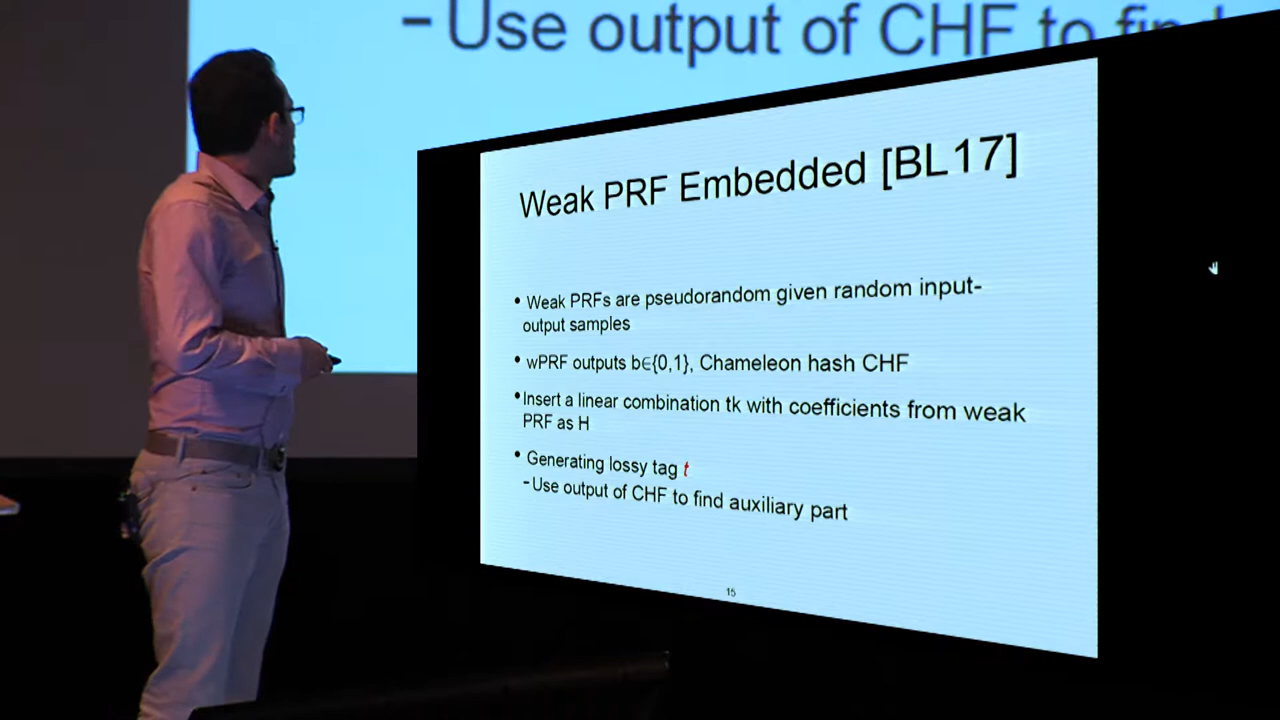 -Use output of CHF to
Weak PRF Embedded [BL17]
• Weak PRFs are pseudorandom given random input-
output samples
• wPRF outputs b∈{0,1}, Chameleon hash CHF
•Insert a linear combination tk with coefficients from weak
PRF as H
• Generating lossy tag t
-Use output of CHF to find auxiliary part
15